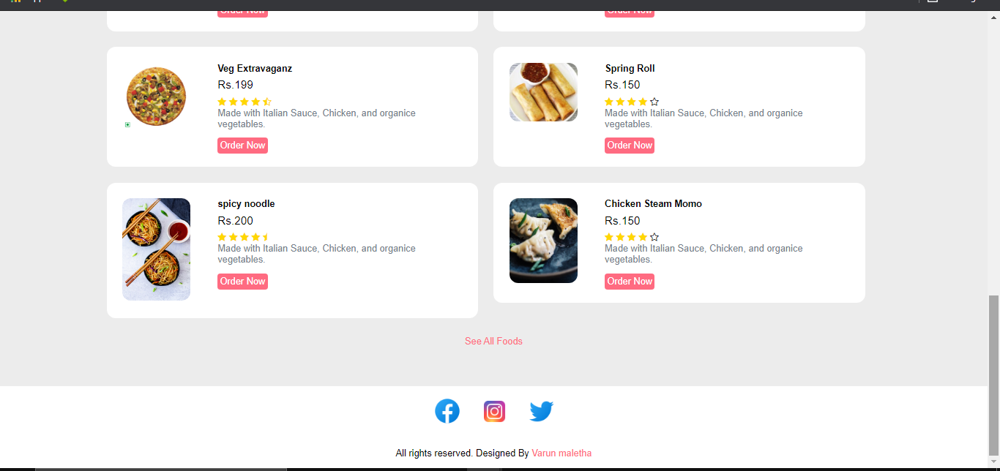 Order Now
Order Now
Veg Extravaganz
Rs.199
Made with Italian Sauce, Chicken, and organice
vegetables.
Order Now
Spring Roll
Rs.150
Made with Italian Sauce, Chicken, and organice
vegetables.
Order Now
spicy noodle
Rs.200
Made with Italian Sauce, Chicken, and organice
vegetables.
Order Now
Chicken Steam Momo
Rs.150
Made with Italian Sauce, Chicken, and organice
vegetables.
Order Now
See All Foods
All rights reserved. Designed By Varun maletha